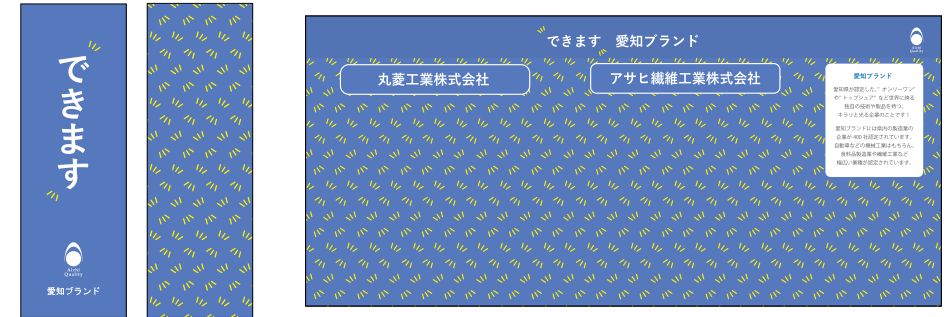 できます
Aichi
Quality
愛知ブランド
できます　愛知ブランド
Aichi
Quality
丸菱工業株式会社
アサヒ繊維工業株式会社
愛知ブランド
愛知県が認定した、"オンリーワン"
や"トップシェア"など世界に誇る
独自の技術や製品を持つ、
キラリと光る企業のことです！
愛知ブランドには県内の製造業の
企業が400社認定されています。
自動車などの機械工業はもちろん、
食料品製造業や繊維工業など
幅広い業種が認定されています。